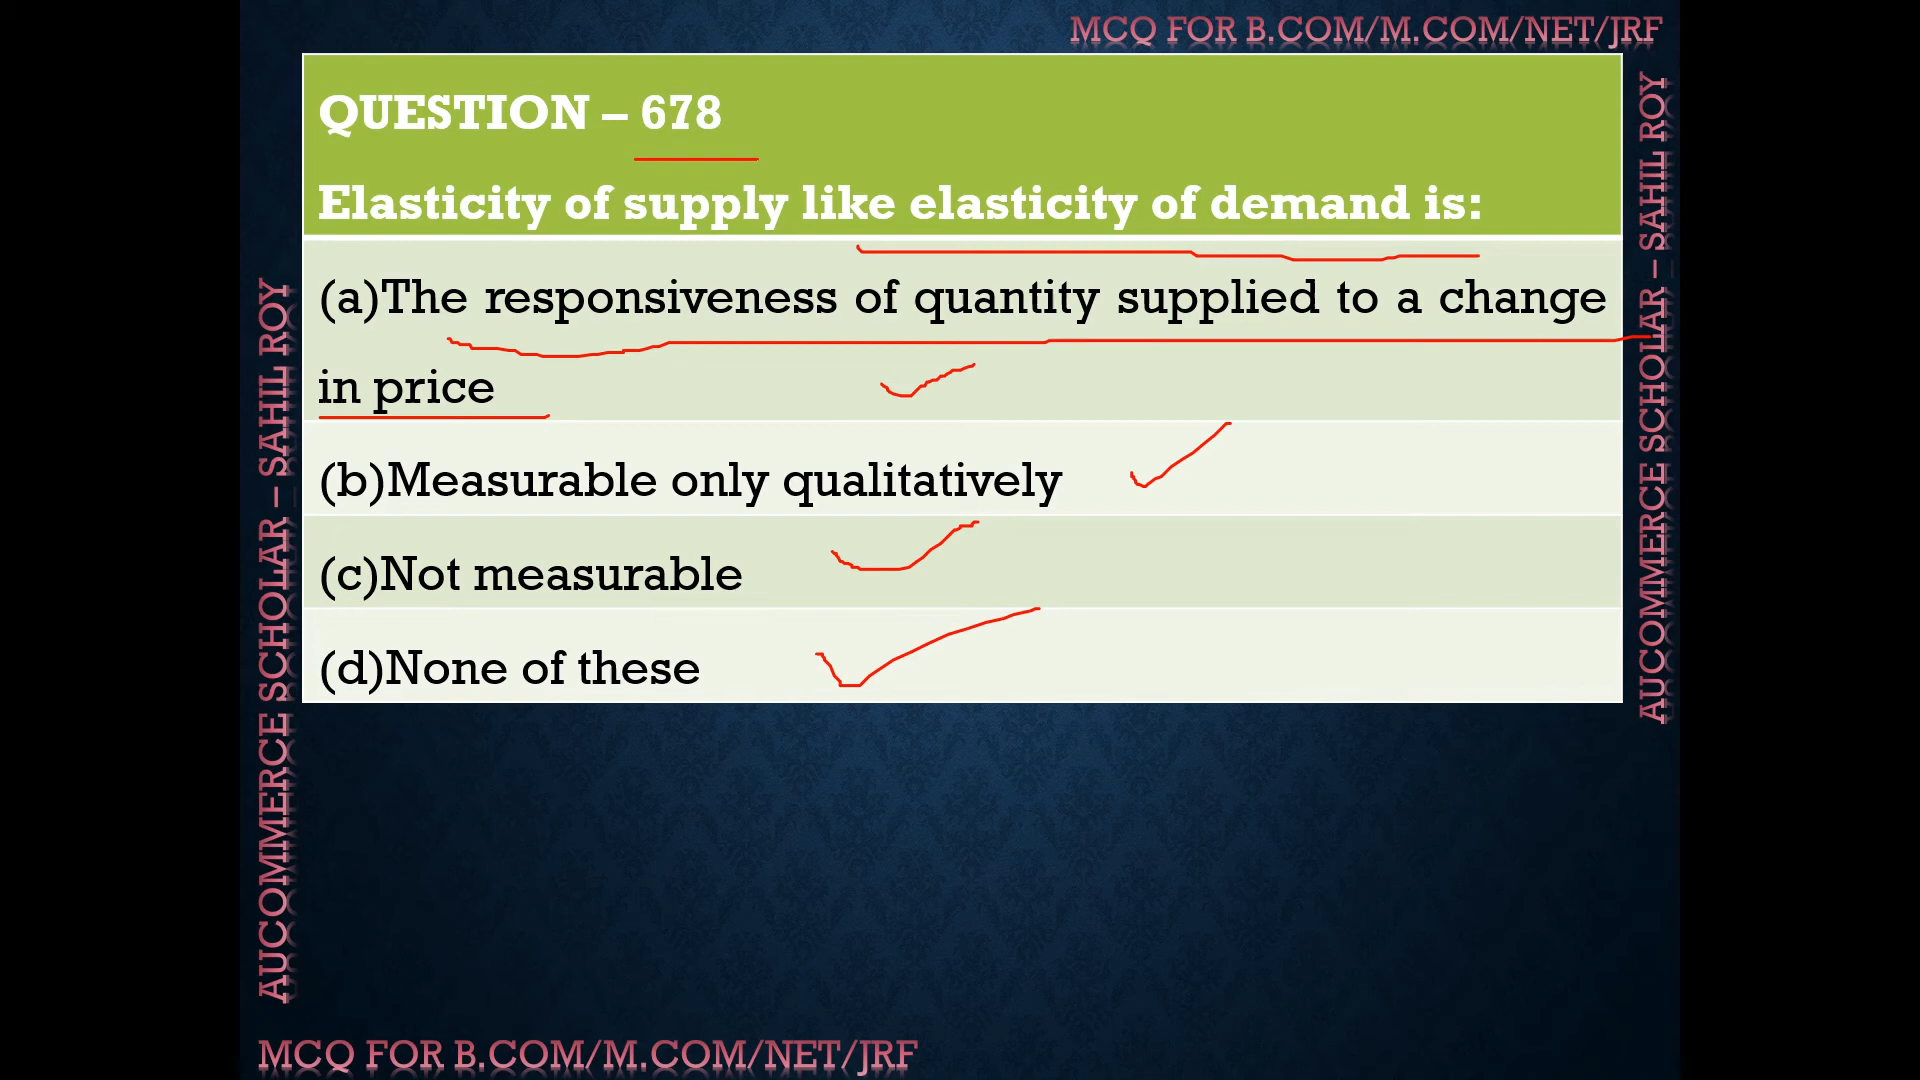 MCQ FOR B.COM/M.COM/NET/JRF
QUESTION – 678
Elasticity of supply like elasticity of demand is:
(a)The responsiveness of quantity supplied to a change
in price
(b)Measurable only qualitatively
(c)Not measurable
(d)None of these
AUCOMMERCE SCHOLAR – SAHIL ROY
AUCOMMERCE SCHOLAR – SAHIL ROY
MCQ FOR B.COM/M.COM/NET/JRF